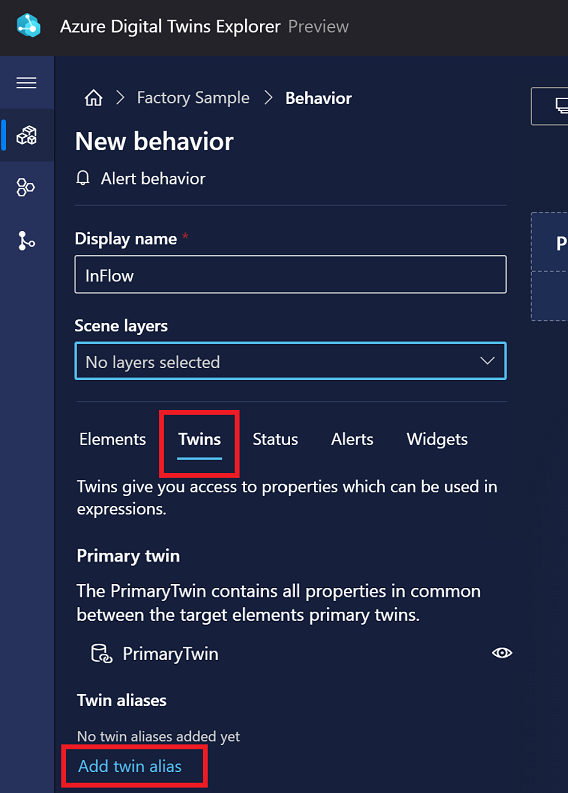 Azure Digital Twins Explorer Preview
Factory Sample Behavior
New behavior
Alert behavior
Display name *
InFlow
Scene layers
No layers selected
Elements Twins Status Alerts Widgets
Twins give you access to properties which can be used in
expressions.
Primary twin
The PrimaryTwin contains all properties in common
between the target elements primary twins.
PrimaryTwin
Twin aliases
No twin aliases added yet
Add twin alias